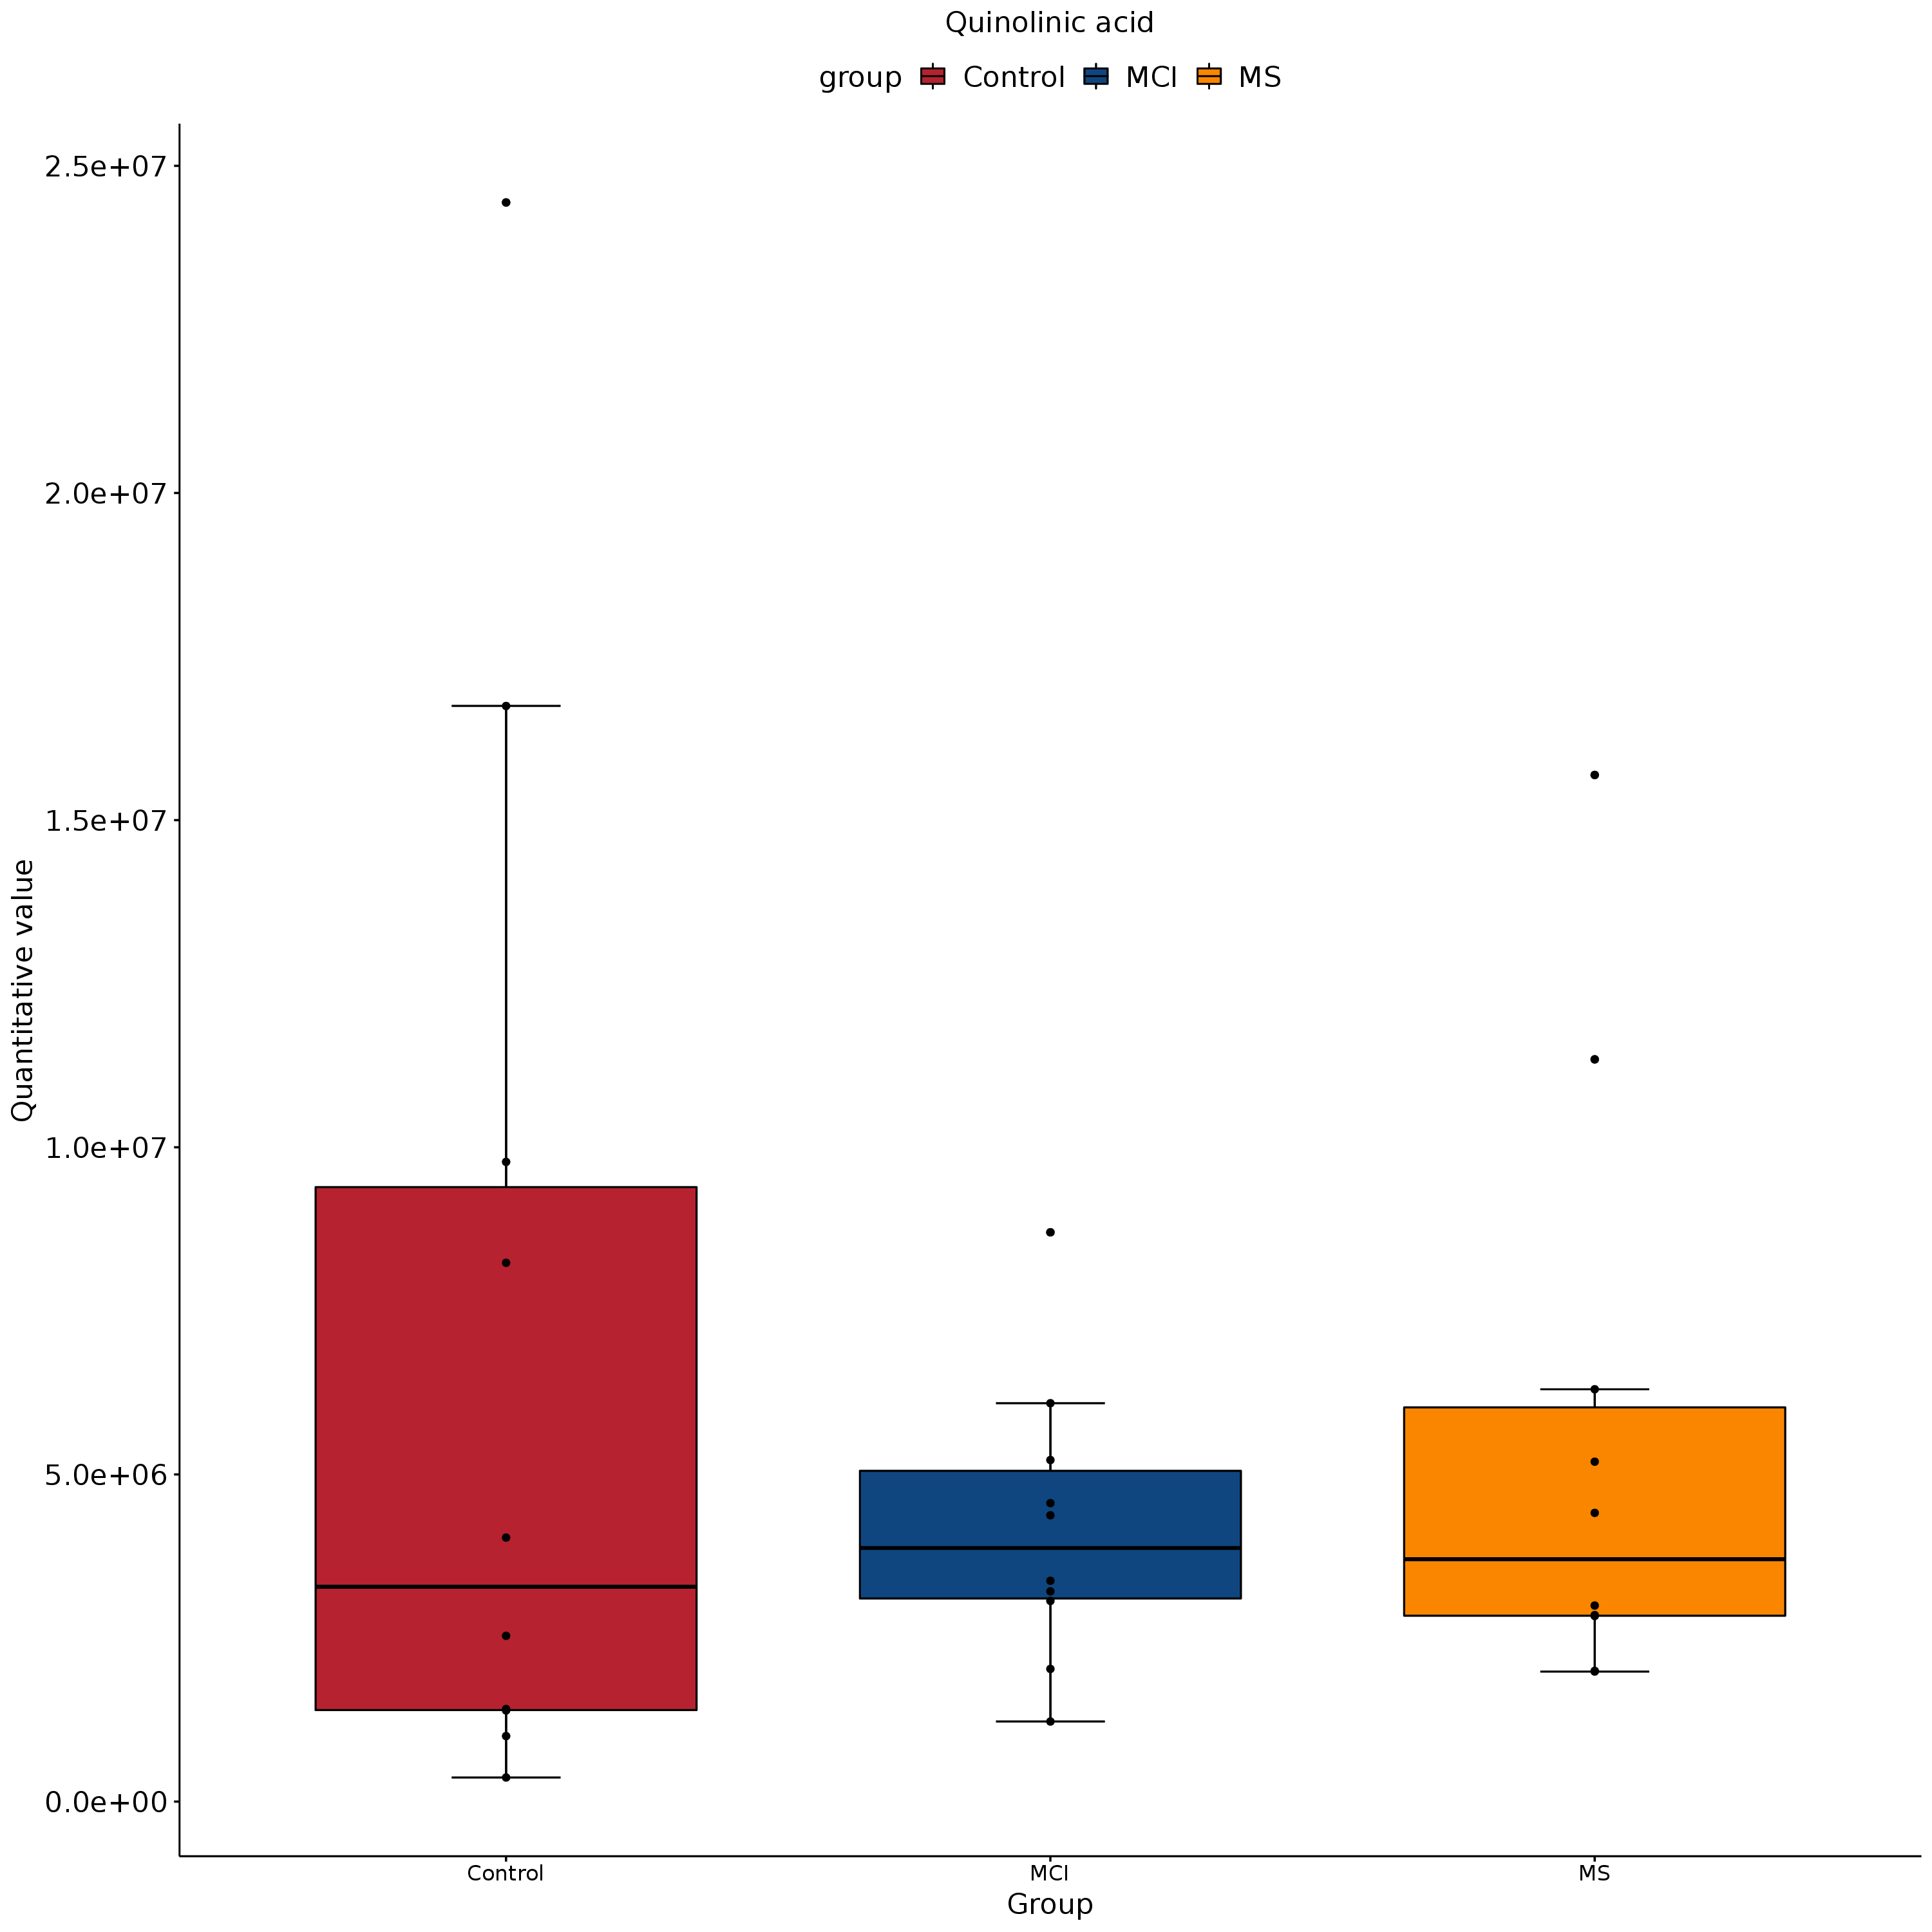 Quinolinic acid
group Control MCI MS
2.5e+07
2.0e+07
1.5e+07
1.0e+07
5.0e+06
0.0e+00
Quantitative value
Control MCI MS
Group